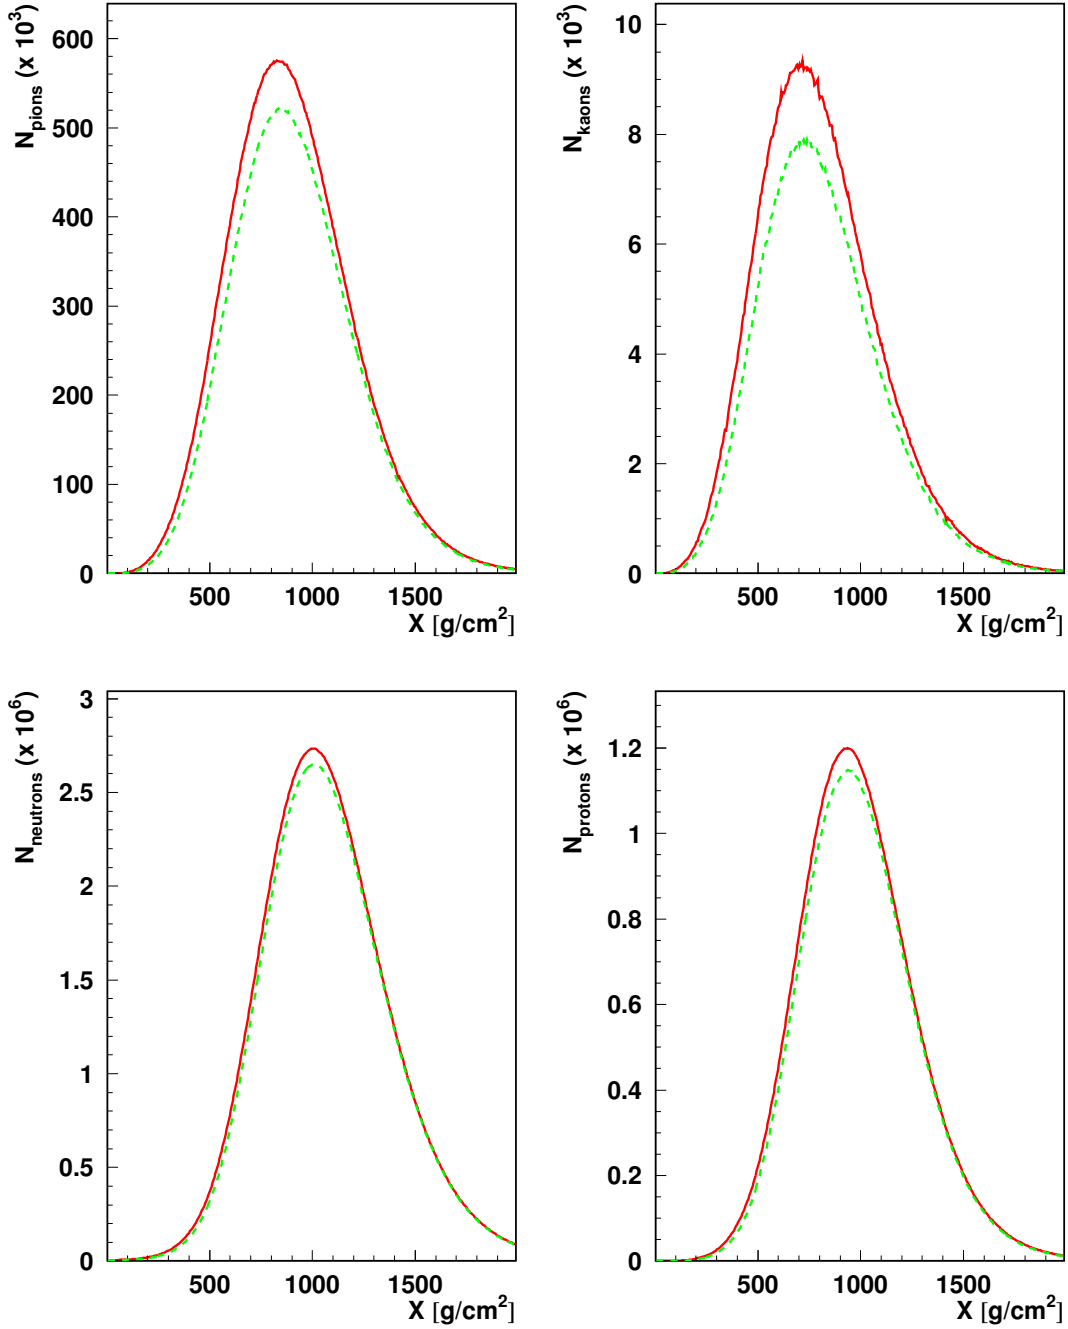 N_pions (x 10^3)
600
500
400
300
200
100
0
500 1000 1500
X [g/cm^2]
N_kaons (x 10^3)
10
8
6
4
2
0
500 1000 1500
X [g/cm^2]
N_neutrons (x 10^6)
3
2.5
2
1.5
1
0.5
0
500 1000 1500
X [g/cm^2]
N_protons (x 10^6)
1.2
1
0.8
0.6
0.4
0.2
0
500 1000 1500
X [g/cm^2]